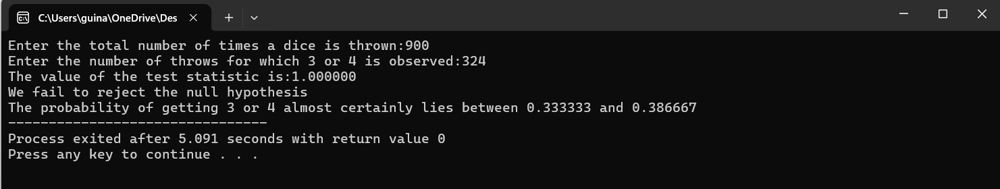 C:\Users\guina\OneDrive\Des
Enter the total number of times a dice is thrown:900
Enter the number of throws for which 3 or 4 is observed:324
The value of the test statistic is:1.000000
We fail to reject the null hypothesis
The probability of getting 3 or 4 almost certainly lies between 0.333333 and 0.386667
--------------------------------
Process exited after 5.091 seconds with return value 0
Press any key to continue . . .